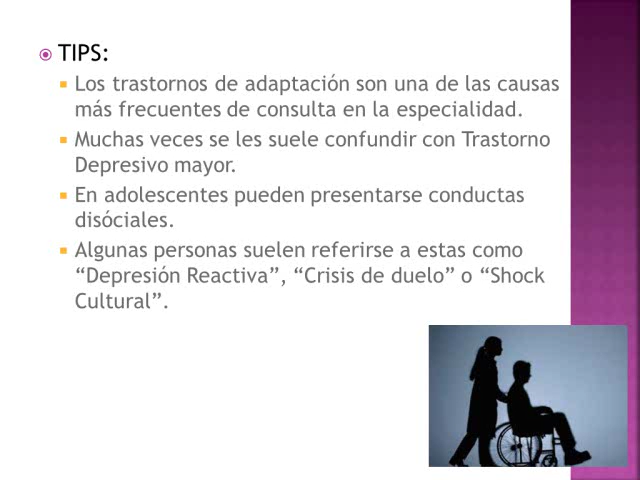 TIPS:
Los trastornos de adaptación son una de las causas
más frecuentes de consulta en la especialidad.
Muchas veces se les suele confundir con Trastorno
Depresivo mayor.
En adolescentes pueden presentarse conductas
disóciales.
Algunas personas suelen referirse a estas como
“Depresión Reactiva”, “Crisis de duelo” o “Shock
Cultural”.